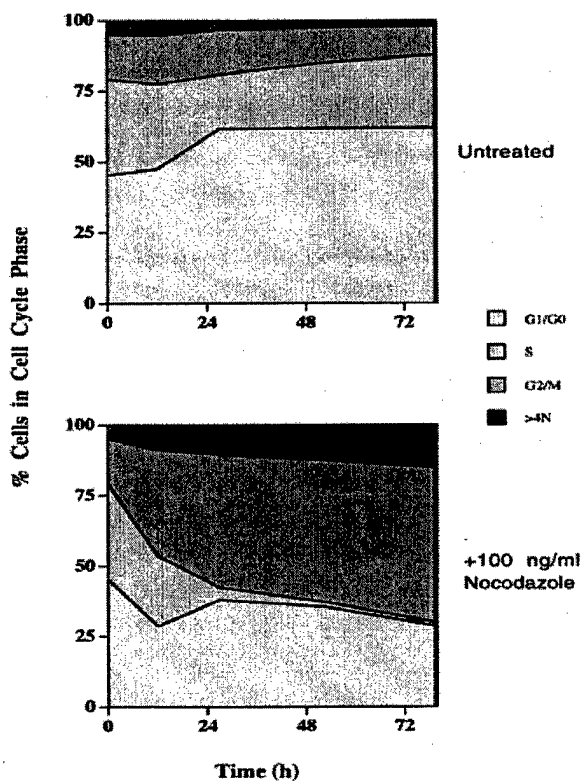 % Cells in Cell Cycle Phase
100
75
50
25
0
0 24 48 72
Untreated
G1/G0
S
G2/M
>4N
100
75
50
25
0
0 24 48 72
+100 ng/ml
Nocodazole
Time (h)